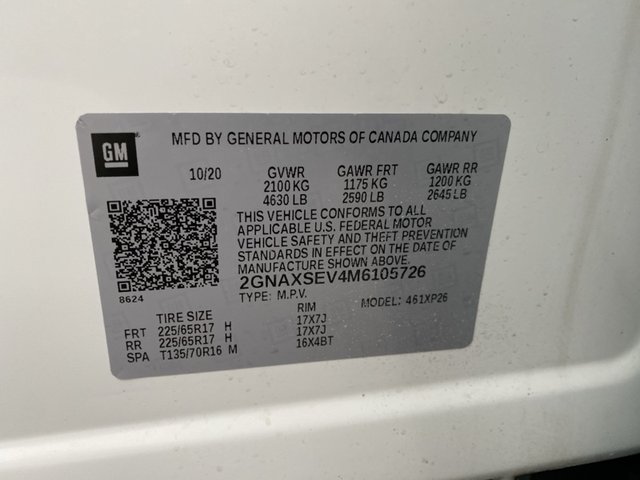 GM
MFD BY GENERAL MOTORS OF CANADA COMPANY
10/20 GVWR GAWR FRT GAWR RR
2100 KG 1175 KG 1200 KG
4630 LB 2590 LB 2645 LB
THIS VEHICLE CONFORMS TO ALL
APPLICABLE U.S. FEDERAL MOTOR
VEHICLE SAFETY AND THEFT PREVENTION
STANDARDS IN EFFECT ON THE DATE OF
MANUFACTURE SHOWN ABOVE.
2GNAXSEV4M6105726
8624
TYPE: M.P.V. MODEL: 461XP26
TIRE SIZE RIM
FRT 225/65R17 H 17X7J
RR 225/65R17 H 17X7J
SPA T135/70R16 M 16X4BT